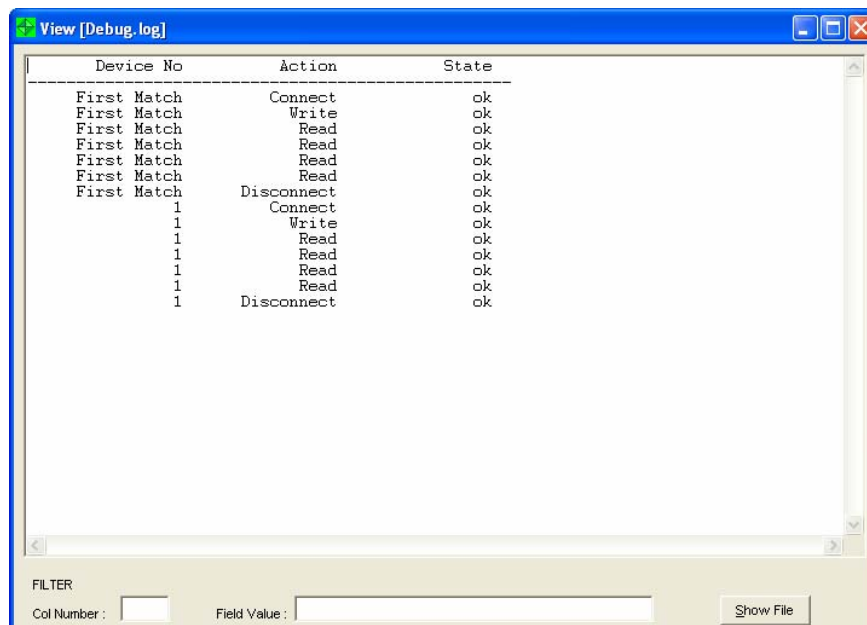 View [Debug.log]
Device No Action State
---------------------------------------------------
First Match Connect ok
First Match Write ok
First Match Read ok
First Match Read ok
First Match Read ok
First Match Read ok
First Match Disconnect ok
1 Connect ok
1 Write ok
1 Read ok
1 Read ok
1 Read ok
1 Read ok
1 Disconnect ok
FILTER
Col Number : Field Value : Show File